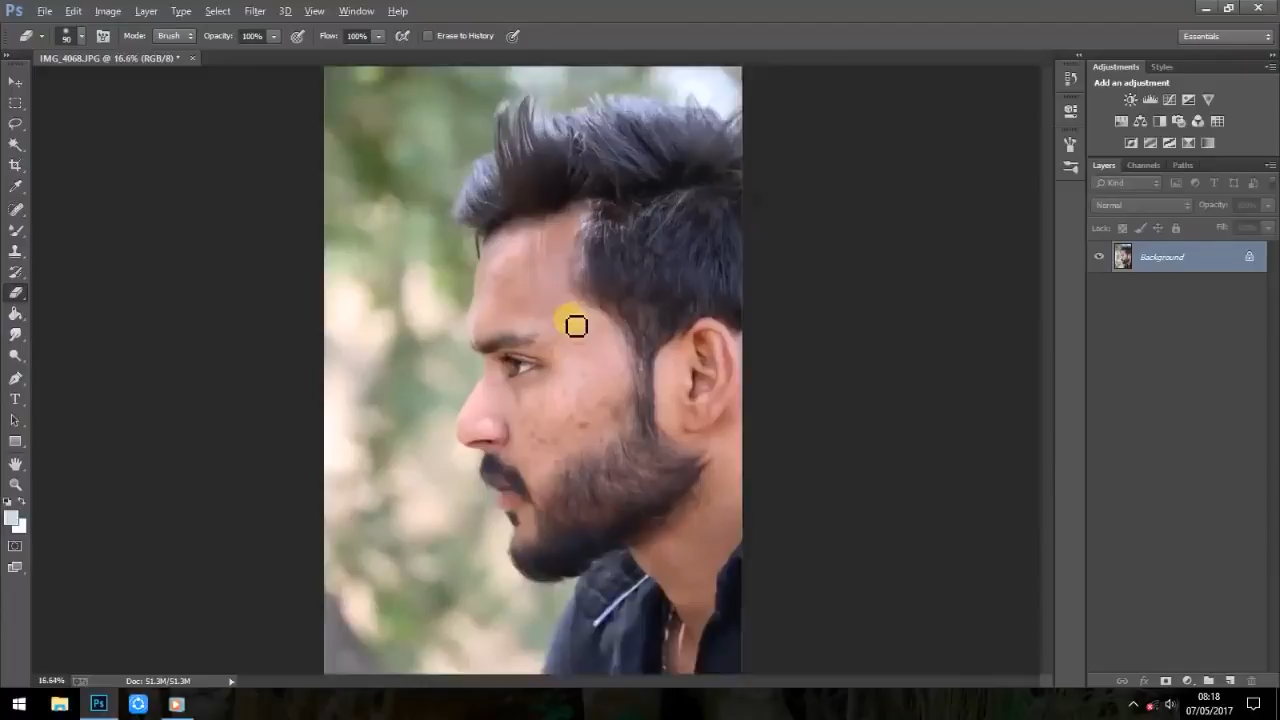 Ps File Edit Image Layer Type Select Filter 3D View Window Help
90 Mode: Brush Opacity: 100% Flow: 100% Erase to History Essentials
IMG_4068.JPG @ 16.6% (RGB/8) * ×
Adjustments Styles
Add an adjustment
Layers Channels Paths
Kind
Normal Opacity:
Lock: Fill:
Background
16.64% Doc: 51.3M/51.3M
Ps 08:18
07/05/2017